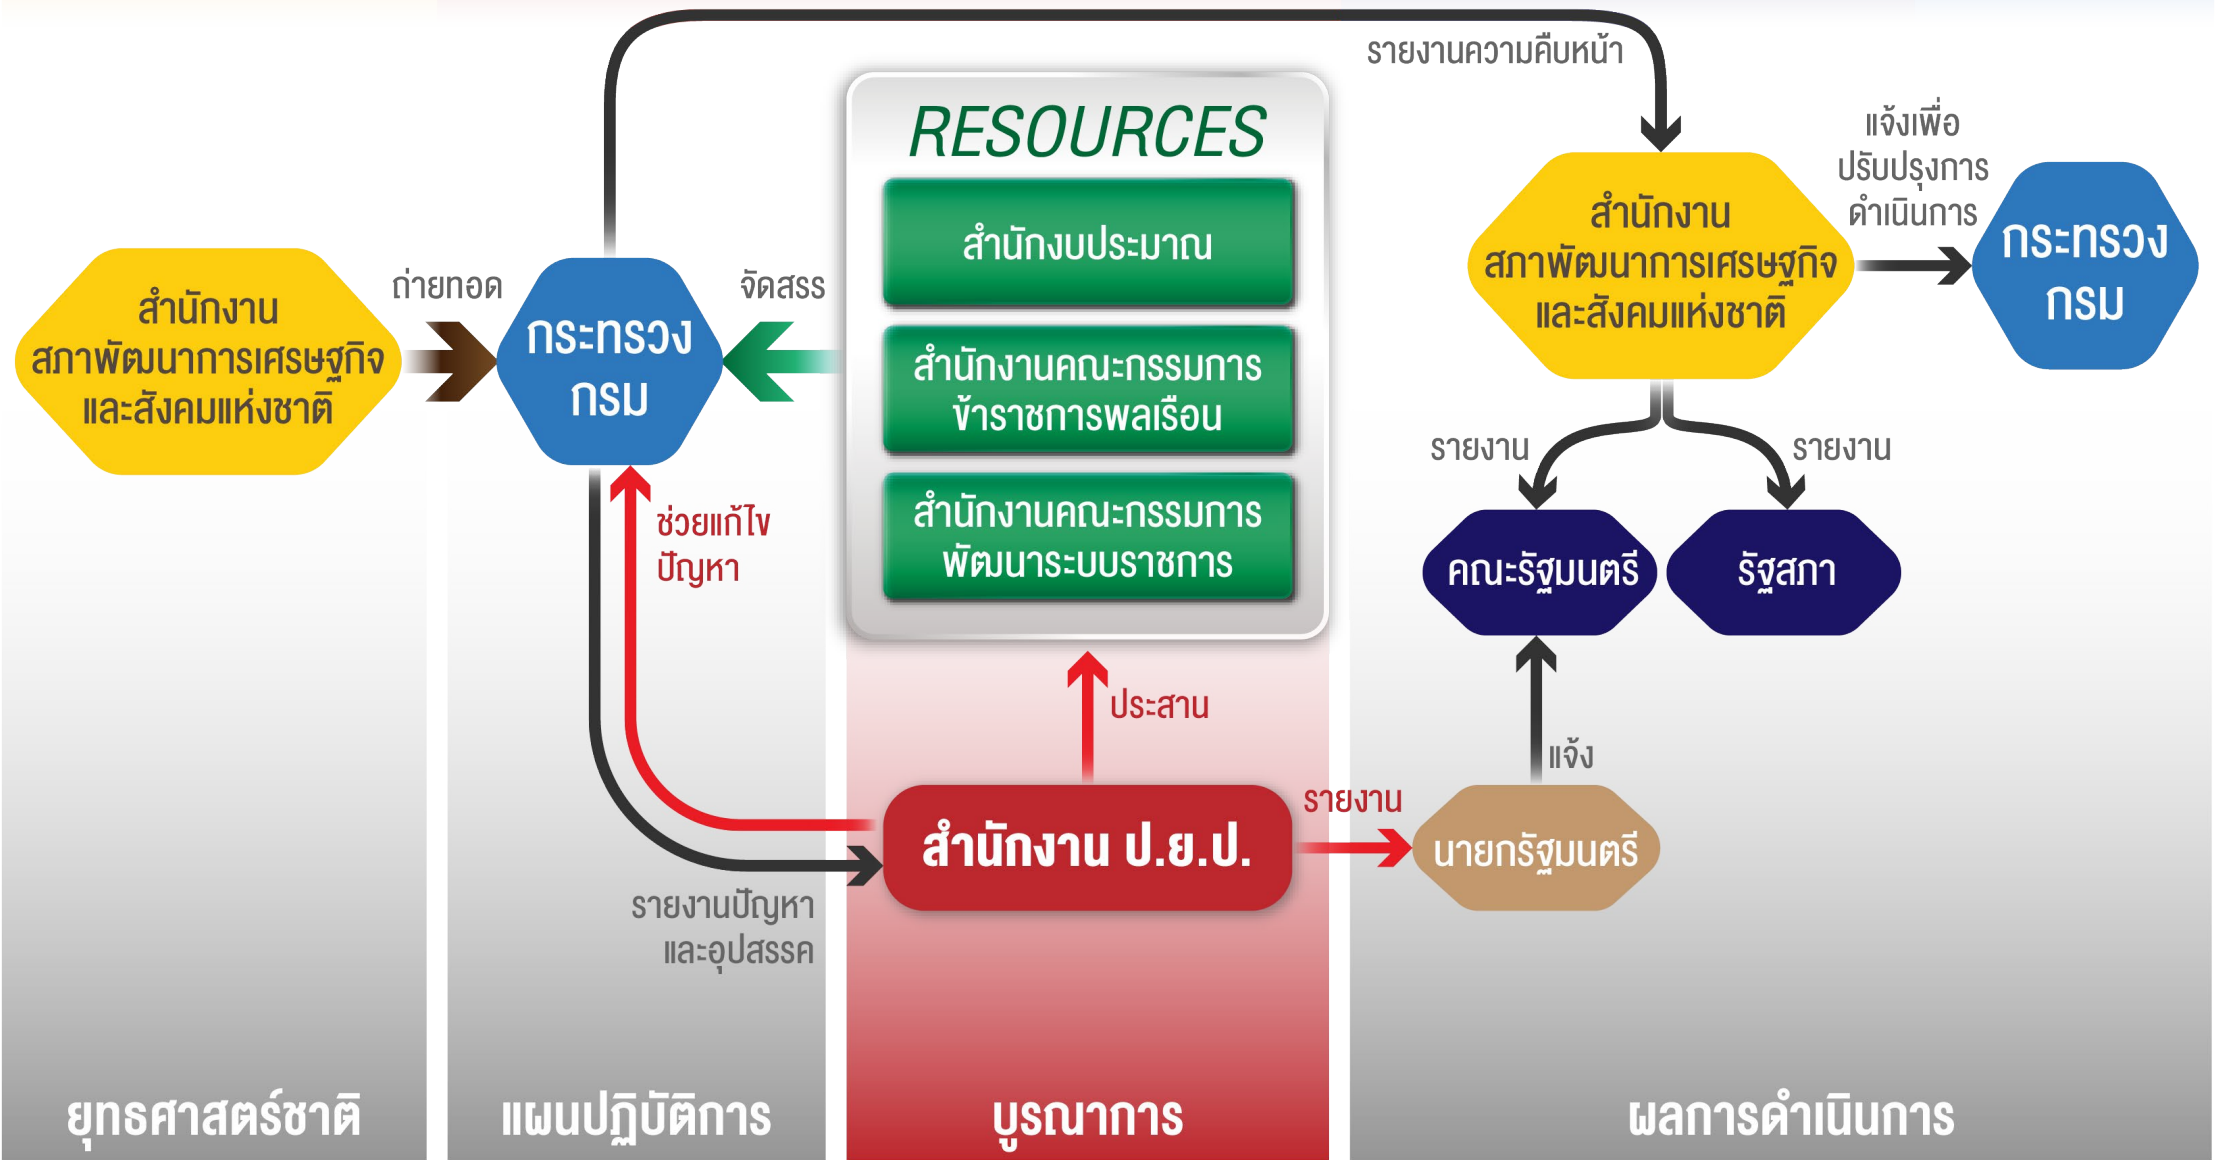 สำนักงาน
สภาพัฒนาการเศรษฐกิจ
และสังคมแห่งชาติ
ถ่ายทอด
กระทรวง
กรม
จัดสรร
RESOURCES
สำนักงบประมาณ
สำนักงานคณะกรรมการ
ข้าราชการพลเรือน
สำนักงานคณะกรรมการ
พัฒนาระบบราชการ
รายงานความคืบหน้า
สำนักงาน
สภาพัฒนาการเศรษฐกิจ
และสังคมแห่งชาติ
แจ้งเพื่อ
ปรับปรุงการ
ดำเนินการ
กระทรวง
กรม
รายงาน
รายงาน
คณะรัฐมนตรี
รัฐสภา
ช่วยแก้ไข
ปัญหา
ประสาน
แจ้ง
รายงาน
สำนักงาน ป.ย.ป.
นายกรัฐมนตรี
รายงานปัญหา
และอุปสรรค
ยุทธศาสตร์ชาติ
แผนปฏิบัติการ
บูรณาการ
ผลการดำเนินการ